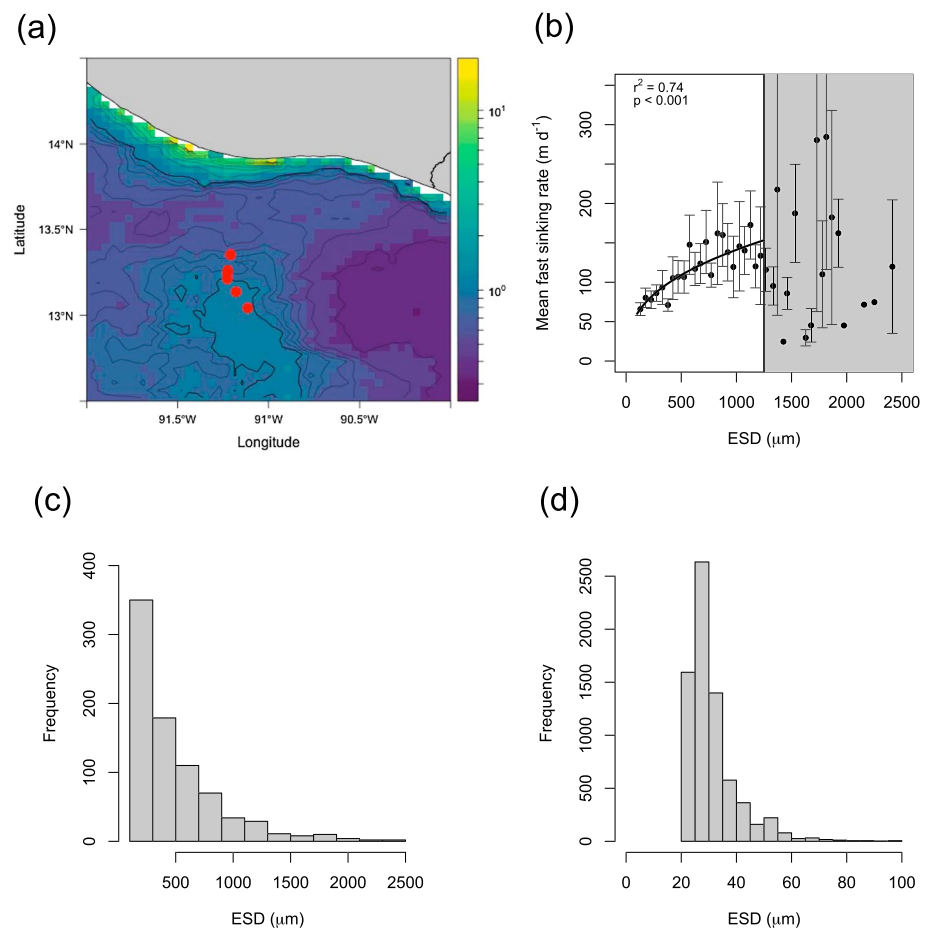 (a)
14°N
13.5°N
13°N
Latitude
91.5°W
91°W
90.5°W
Longitude
10¹
10⁰
(b)
r² = 0.74
p < 0.001
Mean fast sinking rate (m d⁻¹)
300
200
100
50
0
0
500
1000
1500
2000
2500
ESD (μm)
(c)
Frequency
400
300
200
100
0
500
1000
1500
2000
2500
ESD (μm)
(d)
Frequency
2500
2000
1500
1000
500
0
0
20
40
60
80
100
ESD (μm)